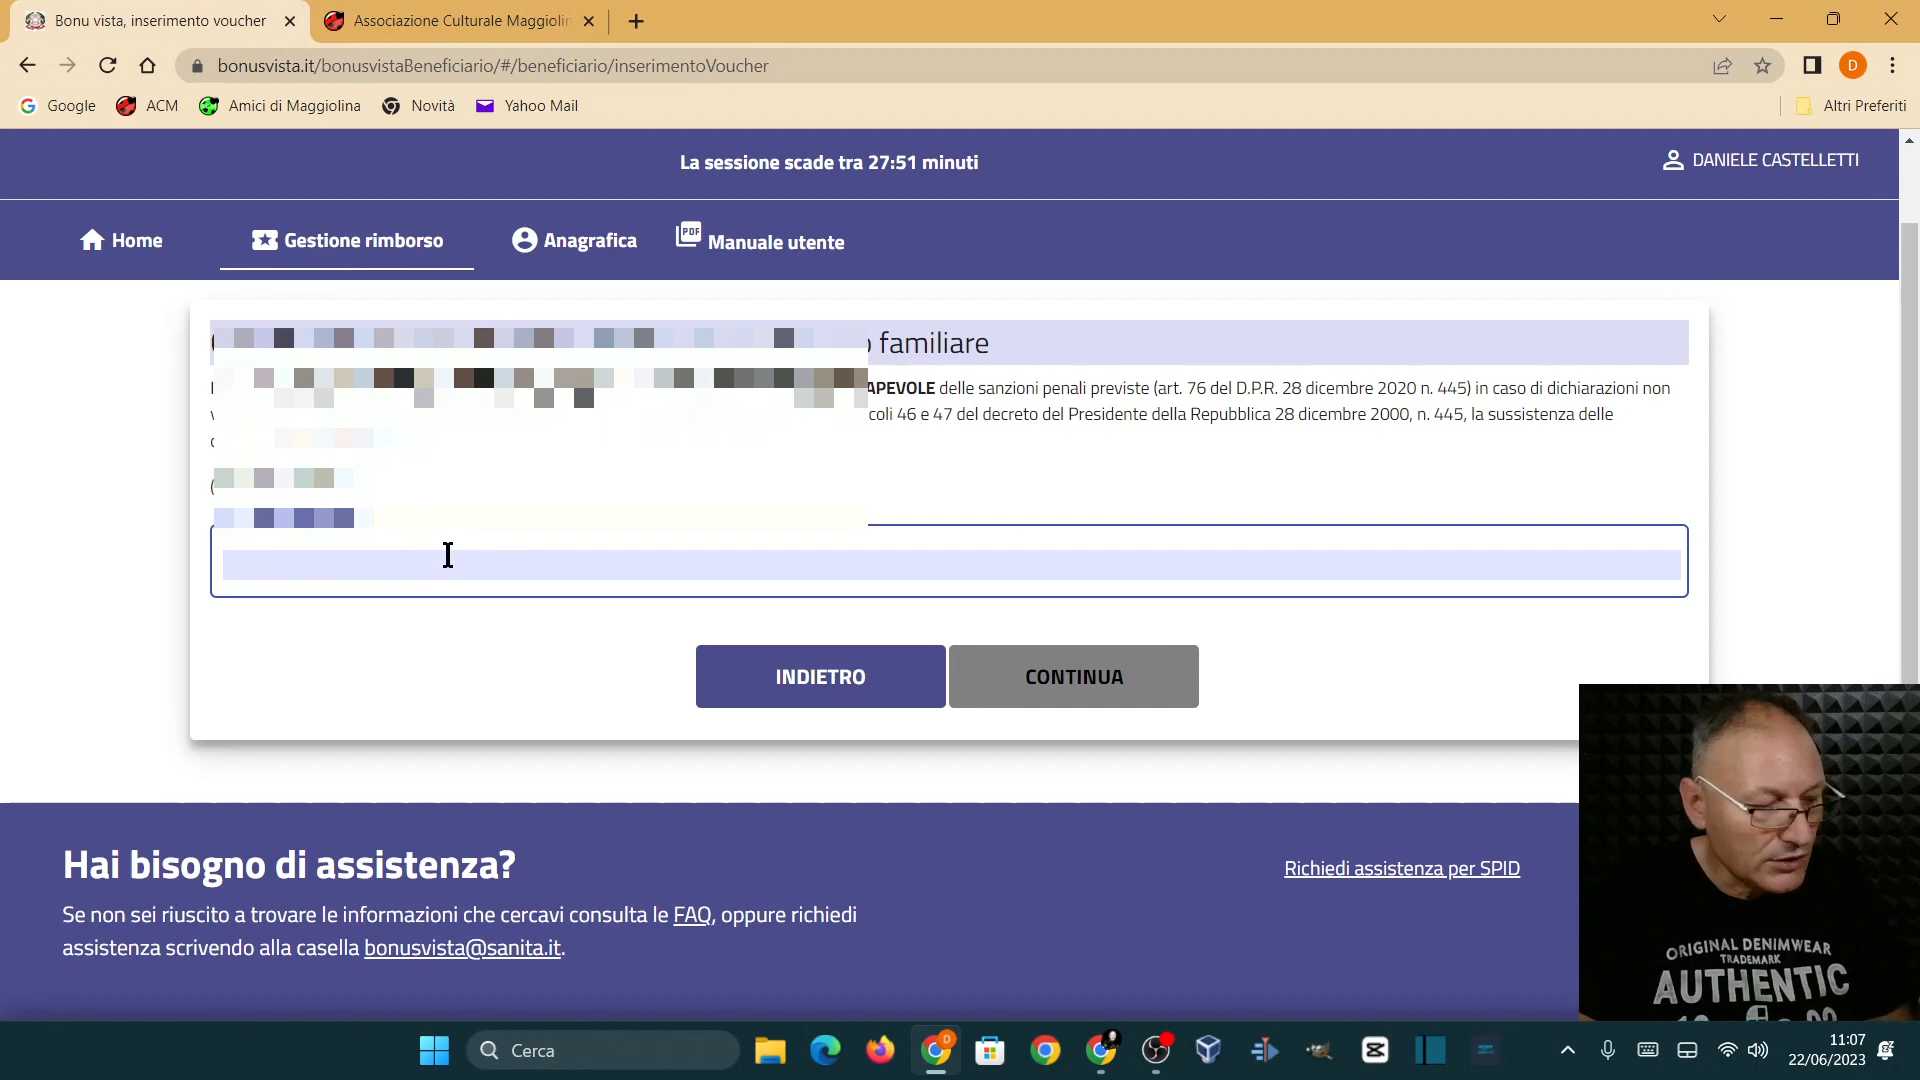 Bonu vista, inserimento voucher
Associazione Culturale Maggiolin
bonusvista.it/bonusvistaBeneficiario/#/beneficiario/inserimentoVoucher
Google ACM Amici di Maggiolina Novità Yahoo Mail Altri Preferiti
La sessione scade tra 27:51 minuti
DANIELE CASTELLETTI
Home Gestione rimborso Anagrafica PDF Manuale utente
familiare
APEVOLE delle sanzioni penali previste (art. 76 del D.P.R. 28 dicembre 2020 n. 445) in caso di dichiarazioni non
coli 46 e 47 del decreto del Presidente della Repubblica 28 dicembre 2000, n. 445, la sussistenza delle
INDIETRO CONTINUA
Hai bisogno di assistenza?
Richiedi assistenza per SPID
Se non sei riuscito a trovare le informazioni che cercavi consulta le FAQ, oppure richiedi
assistenza scrivendo alla casella bonusvista@sanita.it.
ORIGINAL DENIMWEAR
TRADEMARK
AUTHENTIC
Cerca
11:07
22/06/2023